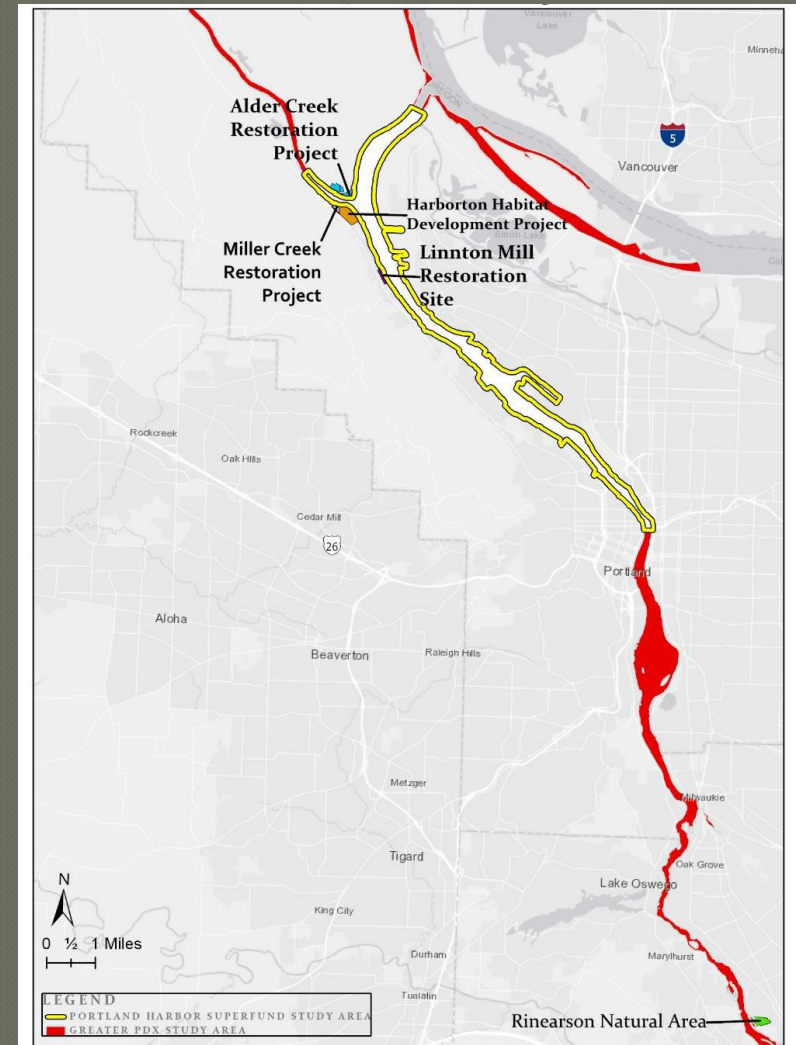 Vancouver
Lake
Minneha
OREGON
5
Vancouver
Alder Creek
Restoration
Project
Harborton Habitat
Development Project
Smith Lake
Miller Creek
Restoration
Project
Linnton Mill
Restoration
Site
Rockcreek
Oak Hills
Cedar Mill
26
Portland
Aloha
Beaverton
Raleigh Hills
Metzger
Milwaukie
Tigard
Oak Grove
Lake Oswego
King City
Marylhurst
Durham
Tualatin
N
0 ½ 1 Miles
LEGEND
PORTLAND HARBOR SUPERFUND STUDY AREA
GREATER PDX STUDY AREA
Rinearson Natural Area